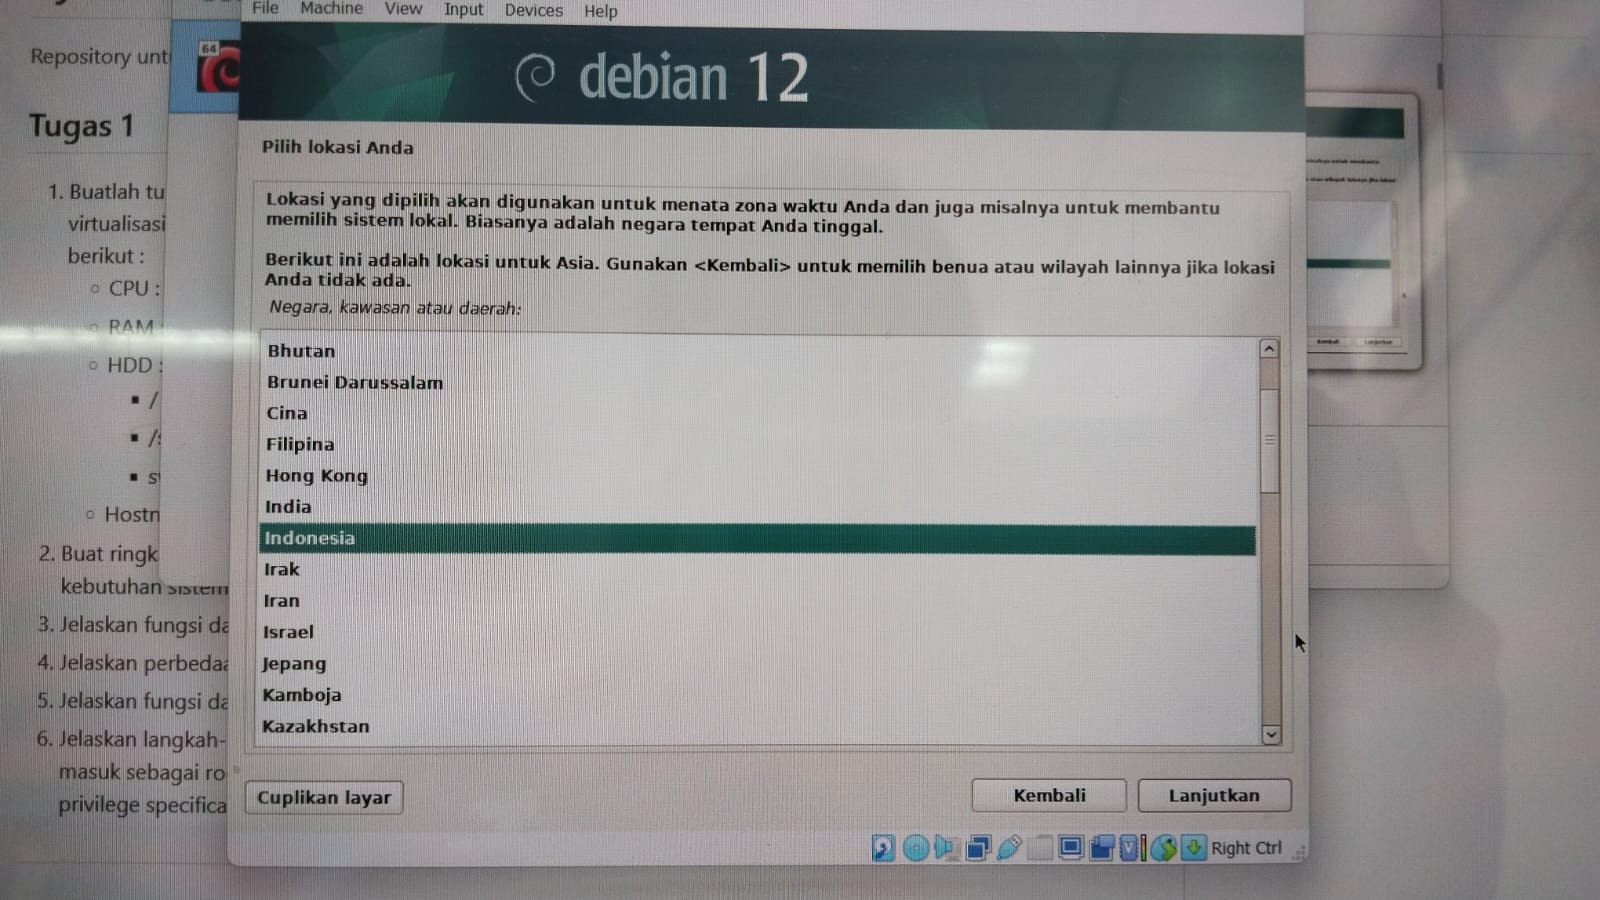 File Machine View Input Devices Help
Repository unt
64
debian 12
Tugas 1
Pilih lokasi Anda
1. Buatlah tu
virtualisasi
berikut :
CPU :
RAM :
HDD :
/
Hostn
2. Buat ringk
kebutuhan sistem
3. Jelaskan fungsi da
4. Jelaskan perbedaa
5. Jelaskan fungsi da
6. Jelaskan langkah-
masuk sebagai ro
privilege specifica
Lokasi yang dipilih akan digunakan untuk menata zona waktu Anda dan juga misalnya untuk membantu
memilih sistem lokal. Biasanya adalah negara tempat Anda tinggal.
Berikut ini adalah lokasi untuk Asia. Gunakan <Kembali> untuk memilih benua atau wilayah lainnya jika lokasi
Anda tidak ada.
Negara, kawasan atau daerah:
Bhutan
Brunei Darussalam
Cina
Filipina
Hong Kong
India
Indonesia
Irak
Iran
Israel
Jepang
Kamboja
Kazakhstan
Cuplikan layar
Kembali
Lanjutkan
Right Ctrl
Kembali
Lanjutkan